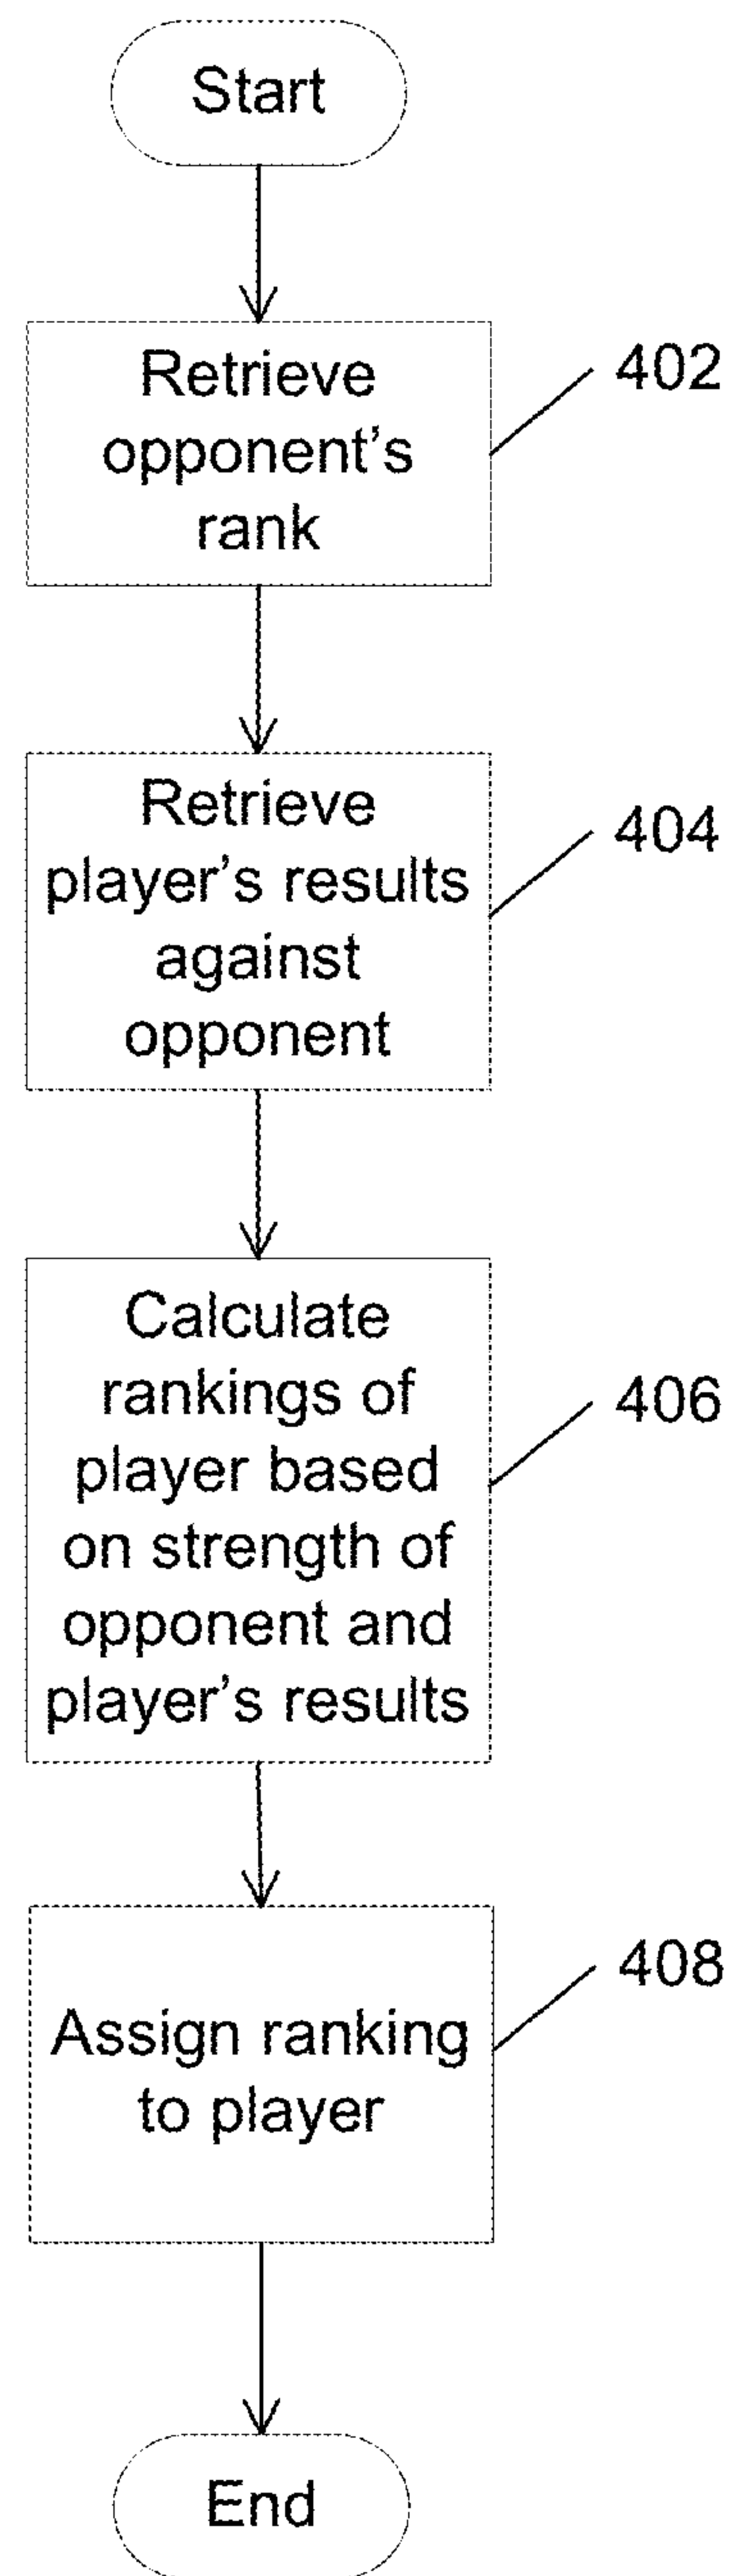 Start
Retrieve
opponent's
rank
402
Retrieve
player's results
against
opponent
404
Calculate
rankings of
player based
on strength of
opponent and
player's results
406
Assign ranking
to player
408
End